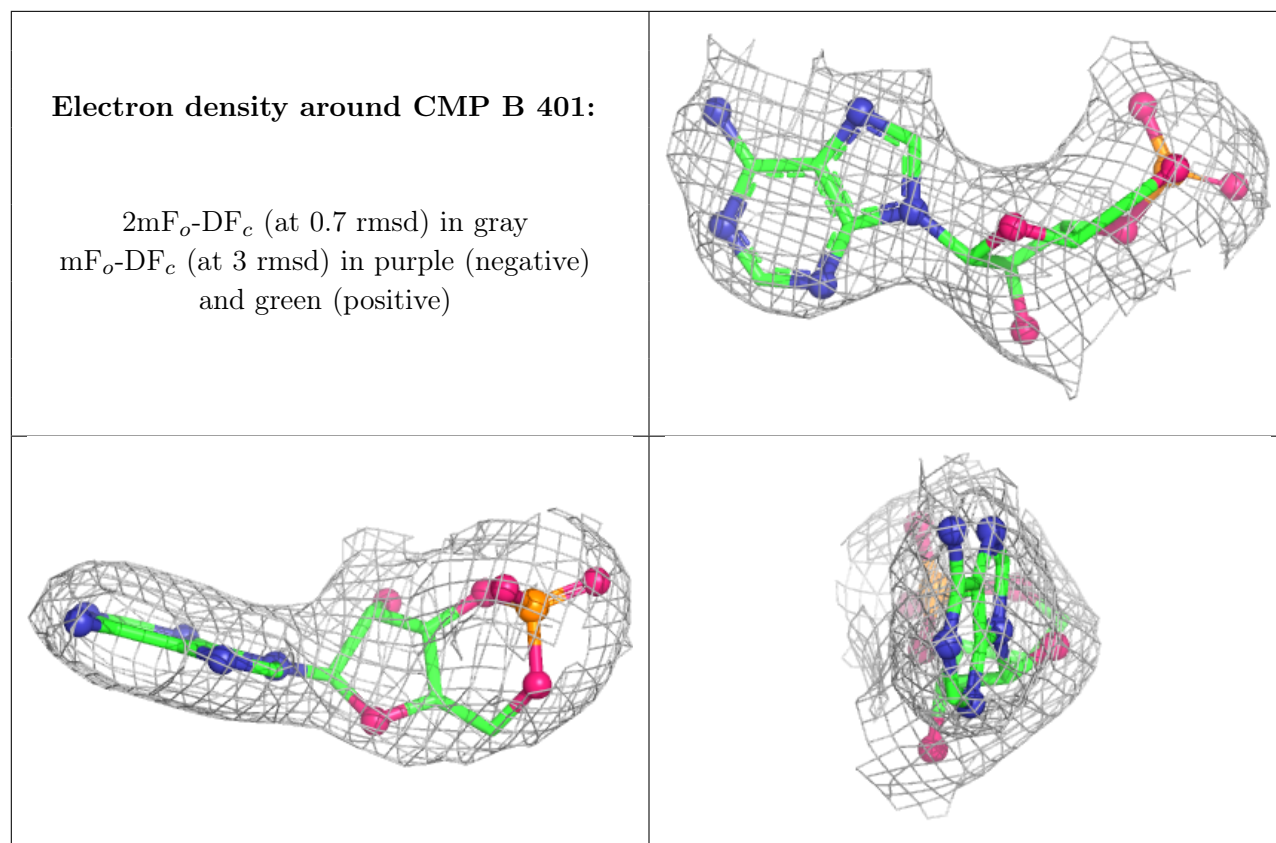 Electron density around CMP B 401:
2mFo-DFc (at 0.7 rmsd) in gray
mFo-DFc (at 3 rmsd) in purple (negative)
and green (positive)